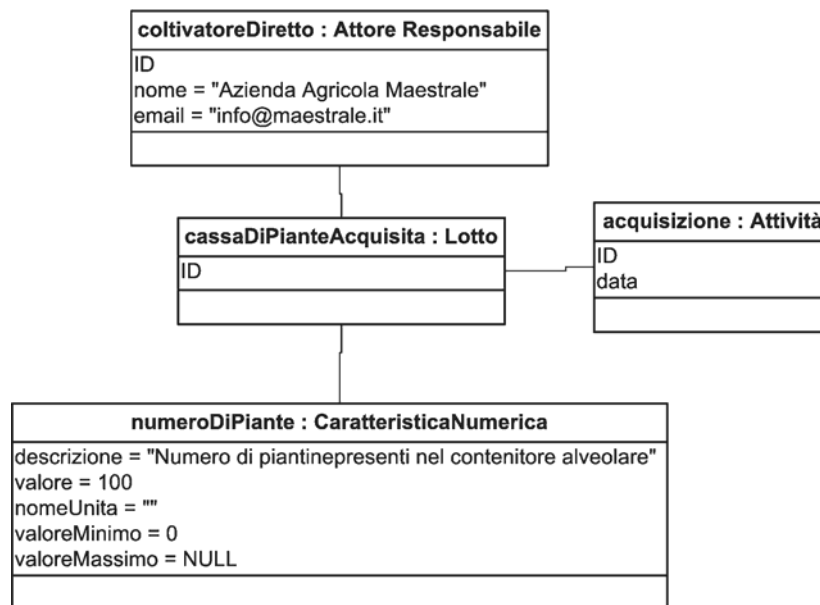 coltivatoreDiretto : Attore Responsabile
ID
nome = "Azienda Agricola Maestrale"
email = "info@maestrale.it"
cassaDiPianteAcquisita : Lotto
ID
acquisizione : Attività
ID
data
numeroDiPiante : CaratteristicaNumerica
descrizione = "Numero di piantinepresenti nel contenitore alveolare"
valore = 100
nomeUnita = ""
valoreMinimo = 0
valoreMassimo = NULL